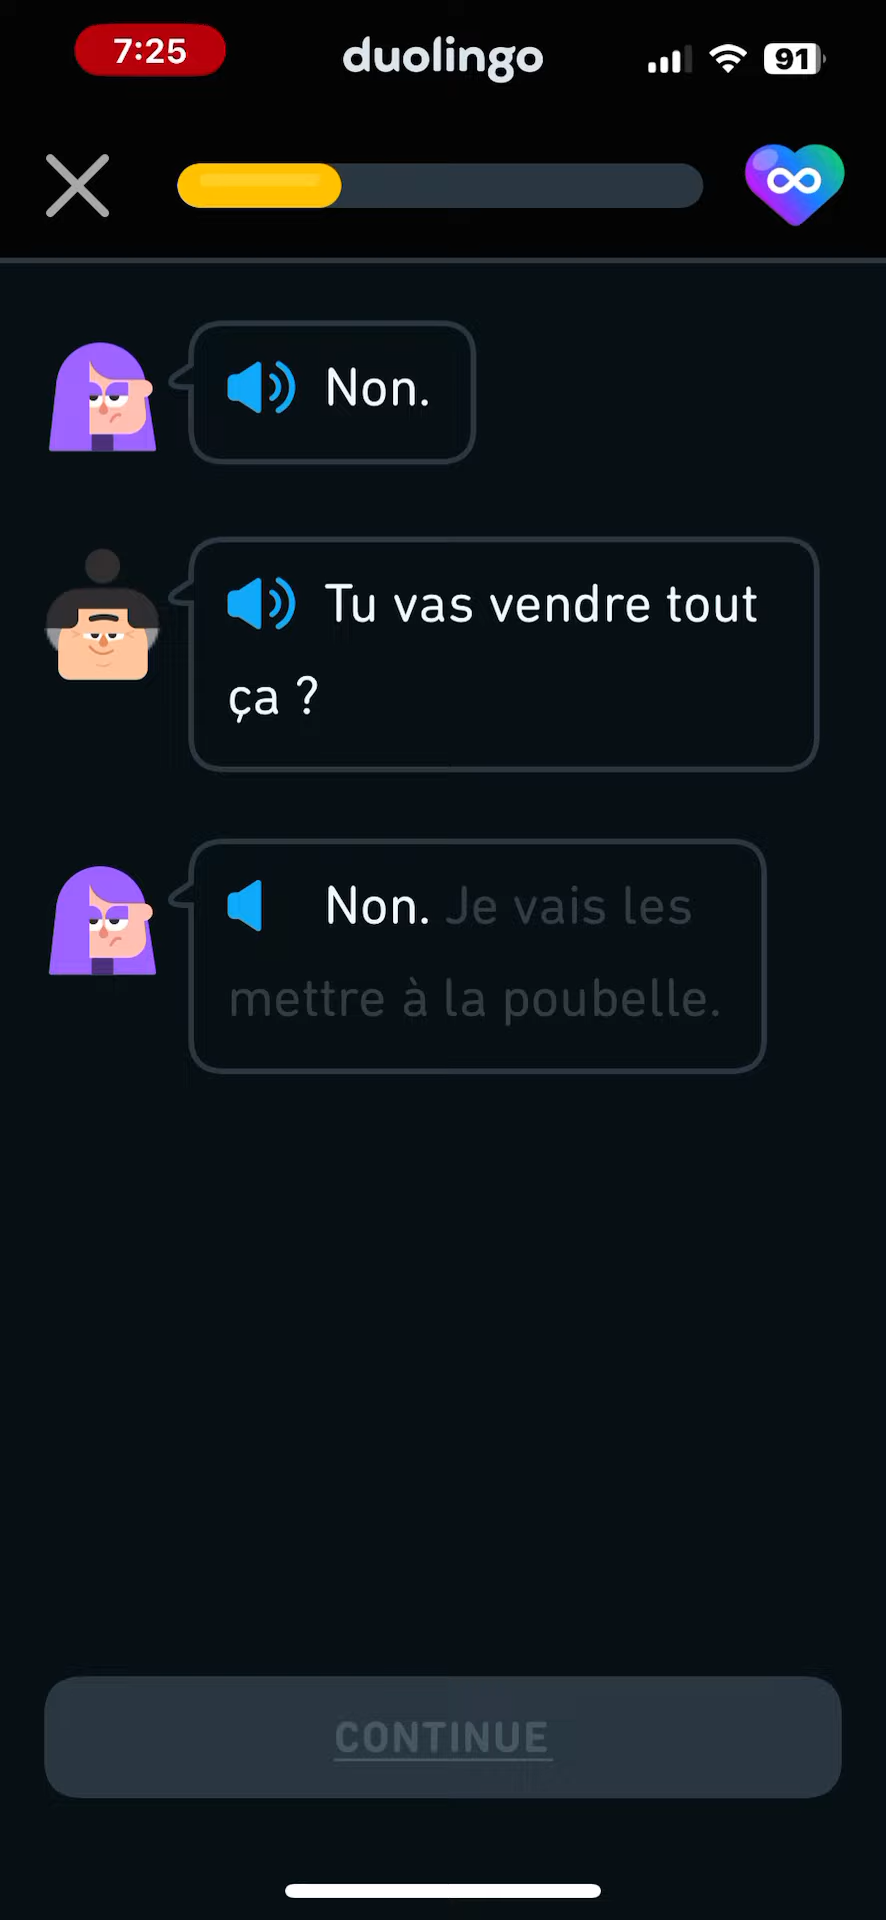 7:25
duolingo
91
Non.
Tu vas vendre tout
ça ?
Non. Je vais les
mettre à la poubelle.
CONTINUE